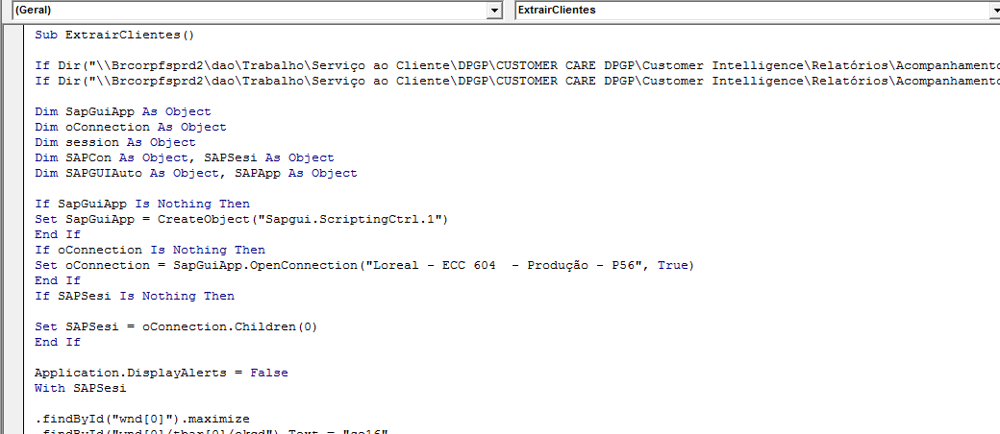 (Geral) ExtrairClientes
Sub ExtrairClientes()
If Dir("\\Brcorpfsprd2\dao\Trabalho\Serviço ao Cliente\DPGP\CUSTOMER CARE DPGP\Customer Intelligence\Relatórios\Acompanhamento
If Dir("\\Brcorpfsprd2\dao\Trabalho\Serviço ao Cliente\DPGP\CUSTOMER CARE DPGP\Customer Intelligence\Relatórios\Acompanhamento
Dim SapGuiApp As Object
Dim oConnection As Object
Dim session As Object
Dim SAPCon As Object, SAPSesi As Object
Dim SAPGUIAuto As Object, SAPApp As Object
If SapGuiApp Is Nothing Then
Set SapGuiApp = CreateObject("Sapgui.ScriptingCtrl.1")
End If
If oConnection Is Nothing Then
Set oConnection = SapGuiApp.OpenConnection("Loreal - ECC 604  - Produção - P56", True)
End If
If SAPSesi Is Nothing Then
Set SAPSesi = oConnection.Children(0)
End If
Application.DisplayAlerts = False
With SAPSesi
.findById("wnd[0]").maximize
.findById("wnd[0]/tbar[0]/okcd").Text = "se16"